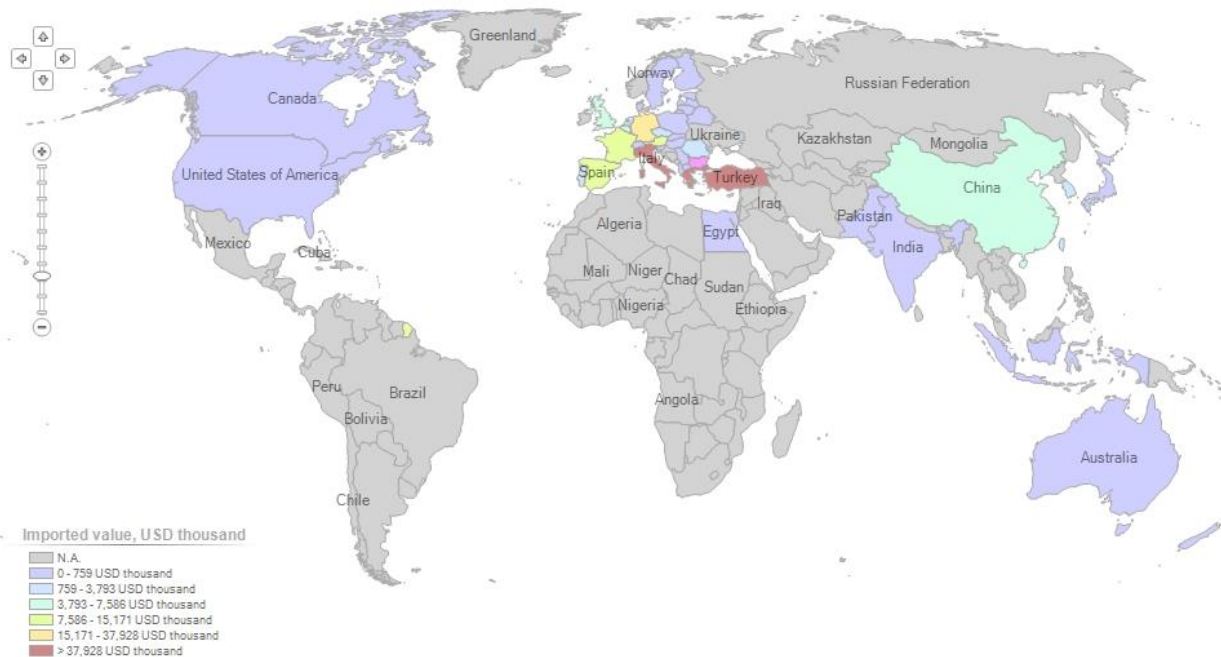 Greenland
Norway
Russian Federation
Canada
Ukraine
Kazakhstan
Mongolia
Italy
Spain
Turkey
United States of America
China
Iraq
Pakistan
Algeria
Egypt
India
Mexico
Cuba
Mali
Niger
Chad
Sudan
Nigeria
Ethiopia
Peru
Brazil
Angola
Bolivia
Australia
Chile
Imported value, USD thousand
N.A.
0 - 759 USD thousand
759 - 3,793 USD thousand
3,793 - 7,586 USD thousand
7,586 - 15,171 USD thousand
15,171 - 37,928 USD thousand
> 37,928 USD thousand